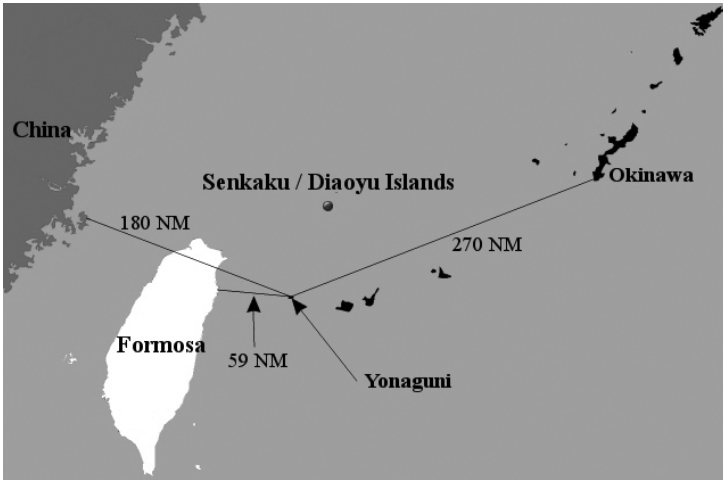 China
Senkaku / Diaoyu Islands
Okinawa
180 NM
270 NM
Formosa
59 NM
Yonaguni